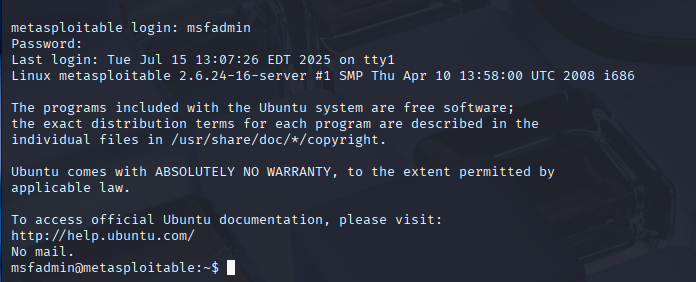 metasploitable login: msfadmin
Password:
Last login: Tue Jul 15 13:07:26 EDT 2025 on tty1
Linux metasploitable 2.6.24-16-server #1 SMP Thu Apr 10 13:58:00 UTC 2008 i686
The programs included with the Ubuntu system are free software;
the exact distribution terms for each program are described in the
individual files in /usr/share/doc/*/copyright.
Ubuntu comes with ABSOLUTELY NO WARRANTY, to the extent permitted by
applicable law.
To access official Ubuntu documentation, please visit:
http://help.ubuntu.com/
No mail.
msfadmin@metasploitable:~$